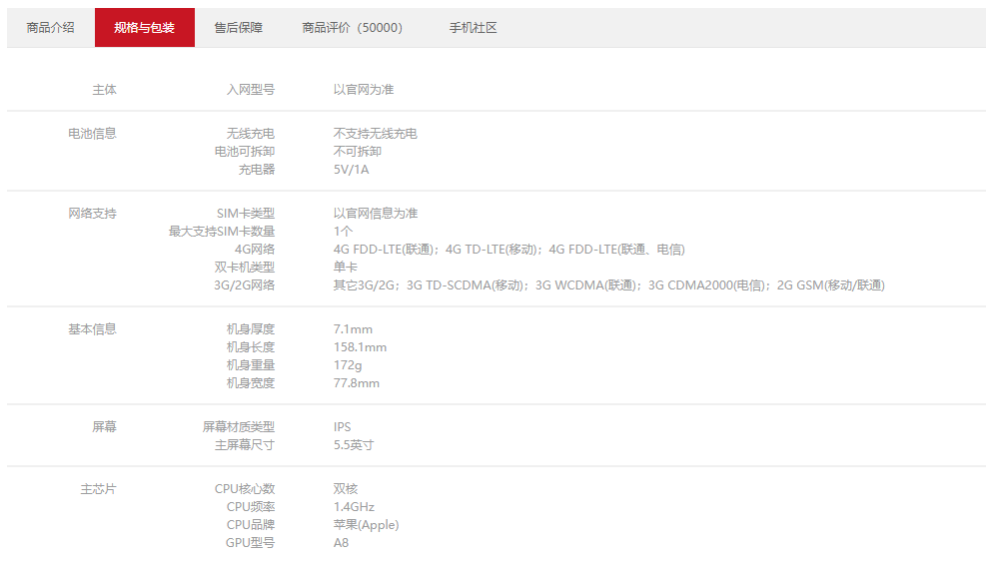 商品介绍 规格与包装 售后保障 商品评价（50000） 手机社区
主体 入网型号 以官网为准
电池信息 无线充电 不支持无线充电
电池可拆卸 不可拆卸
充电器 5V/1A
网络支持 SIM卡类型 以官网信息为准
最大支持SIM卡数量 1个
4G网络 4G FDD-LTE(联通)；4G TD-LTE(移动)；4G FDD-LTE(联通、电信)
双卡机类型 单卡
3G/2G网络 其它3G/2G；3G TD-SCDMA(移动)；3G WCDMA(联通)；3G CDMA2000(电信)；2G GSM(移动/联通)
基本信息 机身厚度 7.1mm
机身长度 158.1mm
机身重量 172g
机身宽度 77.8mm
屏幕 屏幕材质类型 IPS
主屏幕尺寸 5.5英寸
主芯片 CPU核心数 双核
CPU频率 1.4GHz
CPU品牌 苹果(Apple)
GPU型号 A8